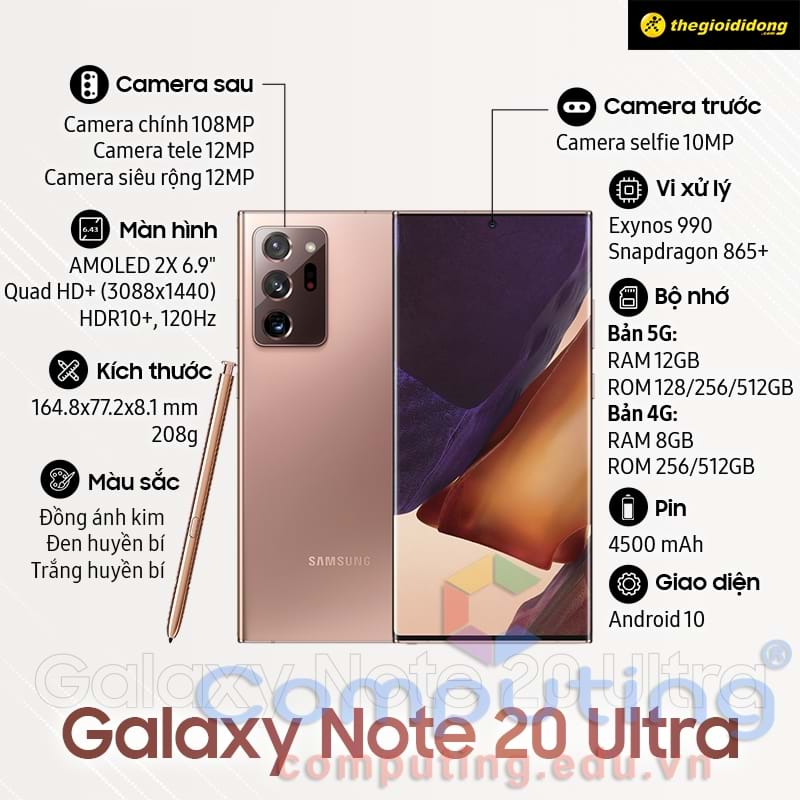 thegioididong
.com
Camera sau
Camera chính 108MP
Camera tele 12MP
Camera siêu rộng 12MP
6.43
Màn hình
AMOLED 2X 6.9"
Quad HD+ (3088x1440)
HDR10+, 120Hz
Kích thước
164.8x77.2x8.1 mm
208g
Màu sắc
Đồng ánh kim
Đen huyền bí
Trắng huyền bí
Camera trước
Camera selfie 10MP
Vi xử lý
Exynos 990
Snapdragon 865+
Bộ nhớ
Bản 5G:
RAM 12GB
ROM 128/256/512GB
Bản 4G:
RAM 8GB
ROM 256/512GB
Pin
4500 mAh
Giao diện
Android 10
SAMSUNG
Galaxy Note 20 Ultra
Computing®
Galaxy Note 20 Ultra
computing.edu.vn